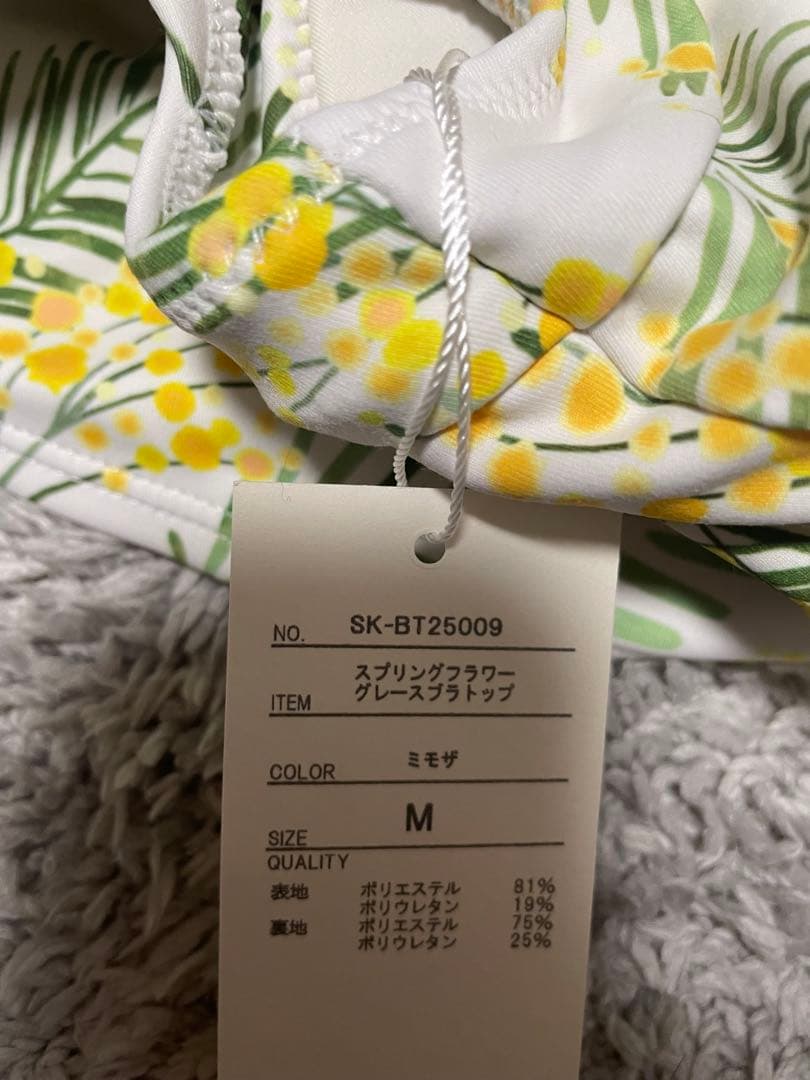 NO. SK-BT25009
スプリングフラワー
ITEM グレースブラトップ
COLOR ミモザ
SIZE M
QUALITY
表地 ポリエステル 81%
ポリウレタン 19%
裏地 ポリエステル 75%
ポリウレタン 25%